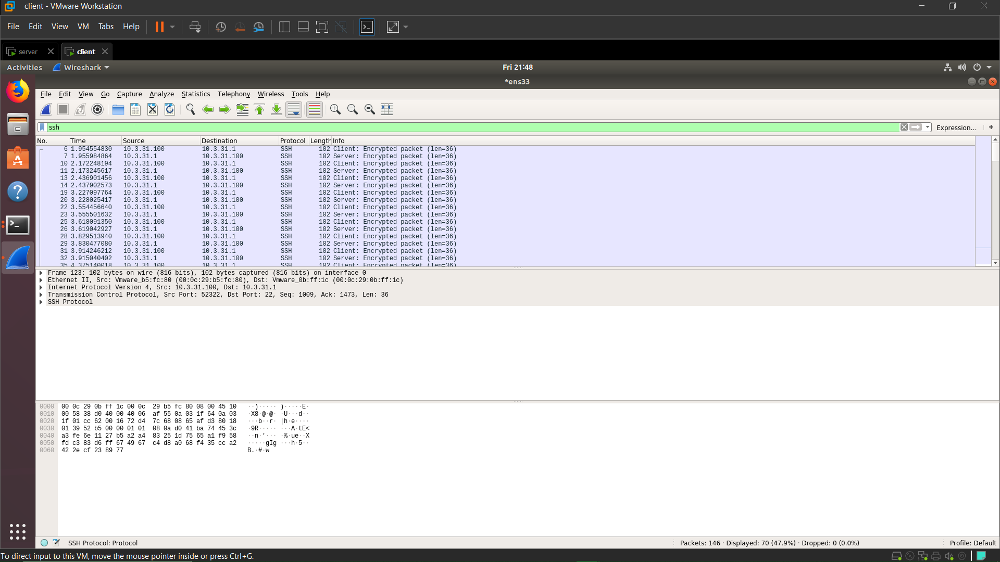 client - VMware Workstation
File Edit View VM Tabs Help
server client
Activities Wireshark Fri 21:48
*ens33
File Edit View Go Capture Analyze Statistics Telephony Wireless Tools Help
ssh Expression... +
No. Time Source Destination Protocol Length Info
6 1.954554830 10.3.31.100 10.3.31.1 SSH 102 Client: Encrypted packet (len=36)
7 1.955984864 10.3.31.1 10.3.31.100 SSH 102 Server: Encrypted packet (len=36)
10 2.172248194 10.3.31.100 10.3.31.1 SSH 102 Client: Encrypted packet (len=36)
11 2.173245617 10.3.31.1 10.3.31.100 SSH 102 Server: Encrypted packet (len=36)
13 2.436901456 10.3.31.100 10.3.31.1 SSH 102 Client: Encrypted packet (len=36)
14 2.437902573 10.3.31.1 10.3.31.100 SSH 102 Server: Encrypted packet (len=36)
19 3.227097764 10.3.31.100 10.3.31.1 SSH 102 Client: Encrypted packet (len=36)
20 3.228025417 10.3.31.1 10.3.31.100 SSH 102 Server: Encrypted packet (len=36)
22 3.554456640 10.3.31.100 10.3.31.1 SSH 102 Client: Encrypted packet (len=36)
23 3.555501632 10.3.31.1 10.3.31.100 SSH 102 Server: Encrypted packet (len=36)
25 3.618091350 10.3.31.100 10.3.31.1 SSH 102 Client: Encrypted packet (len=36)
26 3.619042927 10.3.31.1 10.3.31.100 SSH 102 Server: Encrypted packet (len=36)
28 3.829513940 10.3.31.100 10.3.31.1 SSH 102 Client: Encrypted packet (len=36)
29 3.830477080 10.3.31.1 10.3.31.100 SSH 102 Server: Encrypted packet (len=36)
31 3.914246212 10.3.31.100 10.3.31.1 SSH 102 Client: Encrypted packet (len=36)
32 3.915040402 10.3.31.1 10.3.31.100 SSH 102 Server: Encrypted packet (len=36)
35 4.375140018 10.3.31.100 10.3.31.1 SSH 102 Client: Encrypted packet (len=36)
Frame 123: 102 bytes on wire (816 bits), 102 bytes captured (816 bits) on interface 0
Ethernet II, Src: Vmware_b5:fc:80 (00:0c:29:b5:fc:80), Dst: Vmware_0b:ff:1c (00:0c:29:0b:ff:1c)
Internet Protocol Version 4, Src: 10.3.31.100, Dst: 10.3.31.1
Transmission Control Protocol, Src Port: 52322, Dst Port: 22, Seq: 1009, Ack: 1473, Len: 36
SSH Protocol
0000 00 0c 29 0b ff 1c 00 0c 29 b5 fc 80 08 00 45 10 ··)····· )·····E·
0010 00 58 38 d0 40 00 40 06 af 55 0a 03 1f 64 0a 03 ·X8·@·@· ·U···d··
0020 1f 01 cc 62 00 16 72 d4 7c 68 08 65 af d3 80 18 ···b··r· |h·e····
0030 01 39 52 b5 00 00 01 01 08 0a d0 41 ba 74 45 3c ·9R····· ···A·tE<
0040 a3 fe 6e 11 27 b5 a2 a4 83 25 1d 75 65 a1 f9 58 ··n·'··· ·%·ue··X
0050 fd c3 83 d6 ff 67 49 67 c4 d8 a0 68 f4 35 cc a2 ·····gIg ···h·5··
0060 42 2e cf 23 89 77 B.·#·w
SSH Protocol: Protocol Packets: 146 · Displayed: 70 (47.9%) · Dropped: 0 (0.0%) Profile: Default
To direct input to this VM, move the mouse pointer inside or press Ctrl+G.